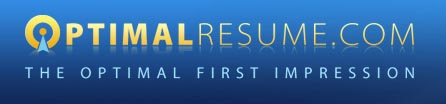 OPTIMALRESUME.COM
THE OPTIMAL FIRST IMPRESSION